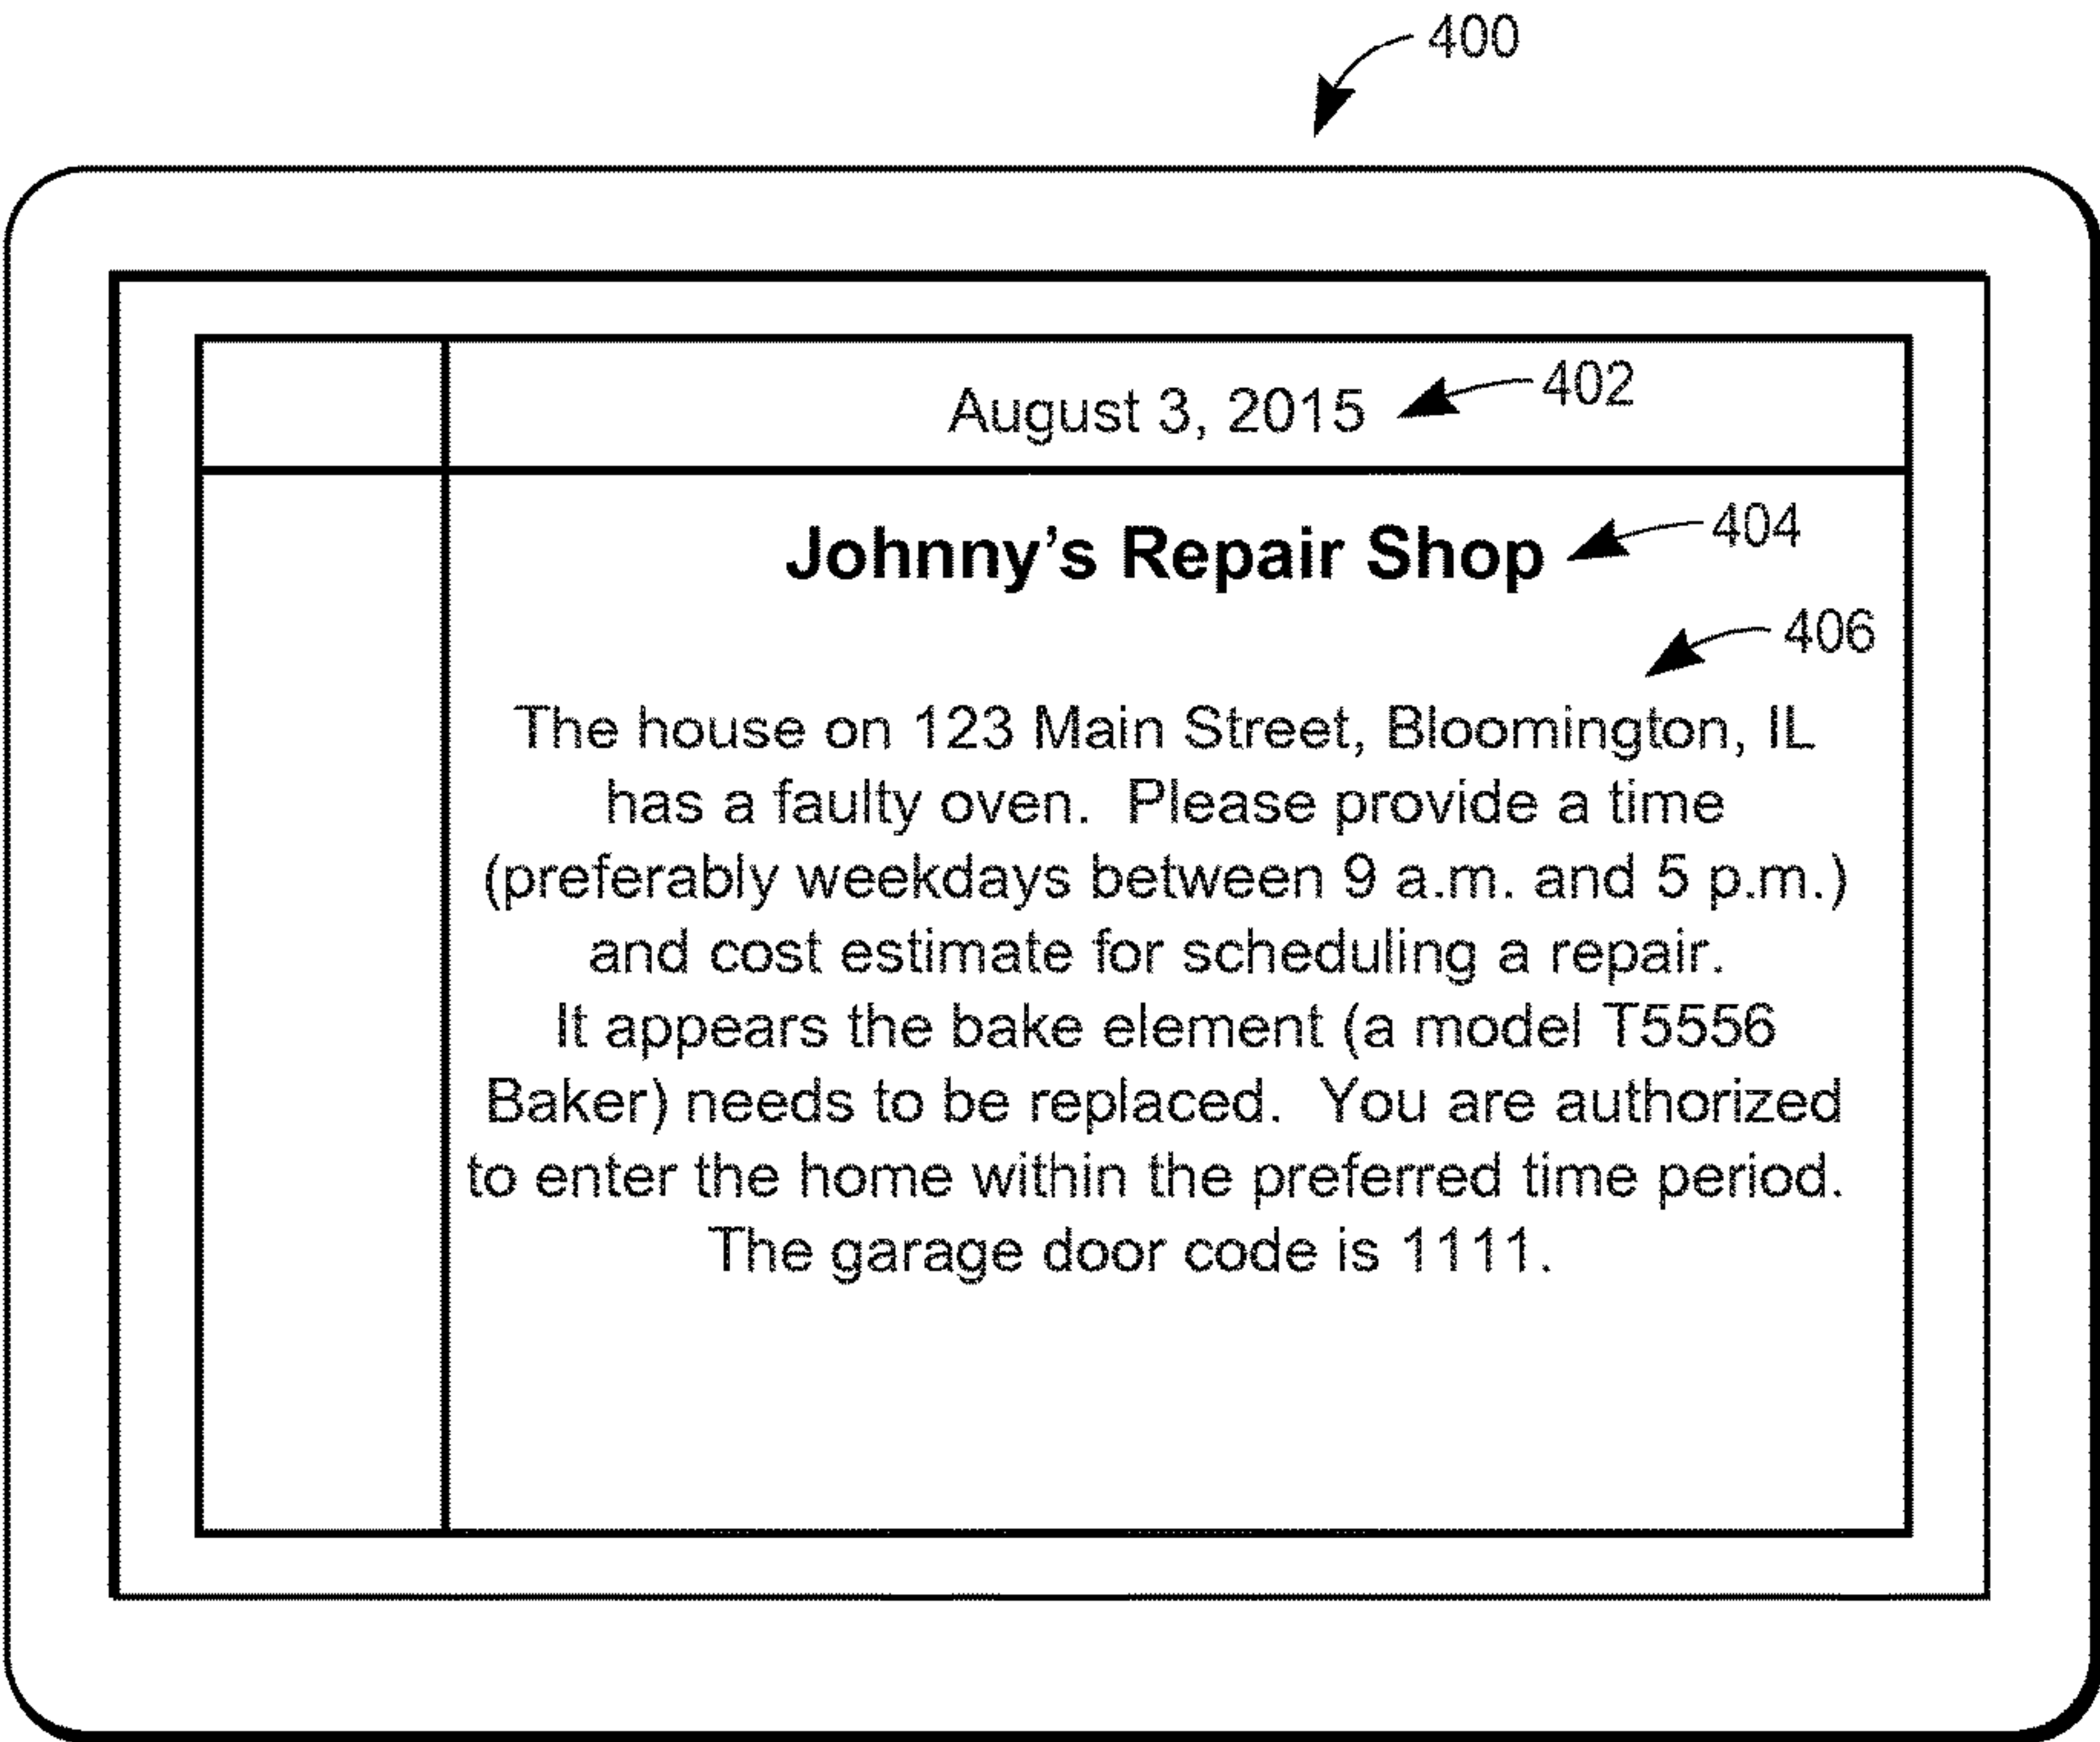 400
August 3, 2015 402
Johnny's Repair Shop 404
406
The house on 123 Main Street, Bloomington, IL
has a faulty oven.  Please provide a time
(preferably weekdays between 9 a.m. and 5 p.m.)
and cost estimate for scheduling a repair.
It appears the bake element (a model T5556
Baker) needs to be replaced.  You are authorized
to enter the home within the preferred time period.
The garage door code is 1111.